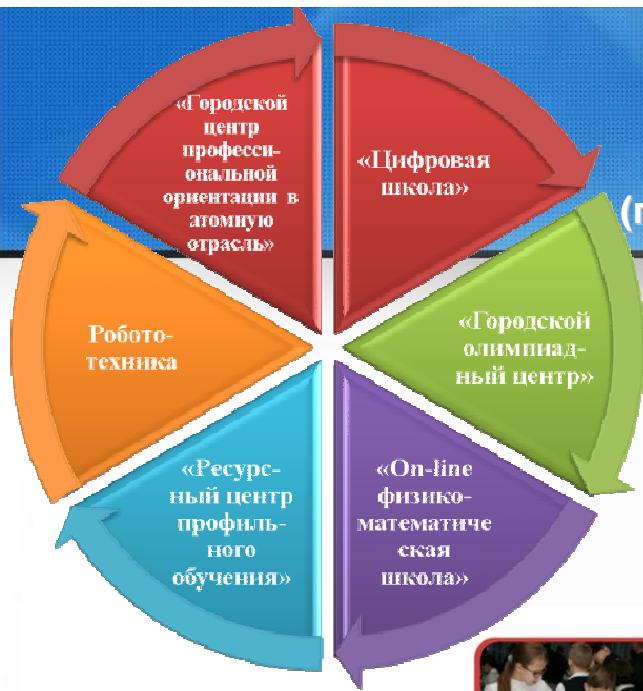 «Городской
центр
професси-
ональной
ориентации в
атомную
отрасль»
«Цифровая
школа»
«Городской
олимпиад-
ный центр»
«On-line
физико-
математиче
ская
школа»
«Ресурс-
ный центр
профиль-
ного
обучения»
Робото-
техника